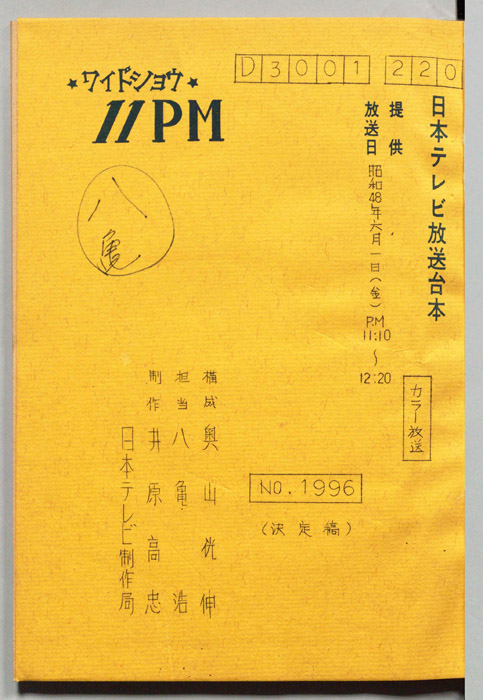 D3001 220
日本テレビ放送台本
提供
放送日 昭和48年六月一日(金) PM 11:10〜12:20
カラー放送
★ワイドショウ★
11PM
八亀
NO. 1996
(決定稿)
構成 奥山侊伸
担当 八亀浩
制作 井原高忠
日本テレビ制作局